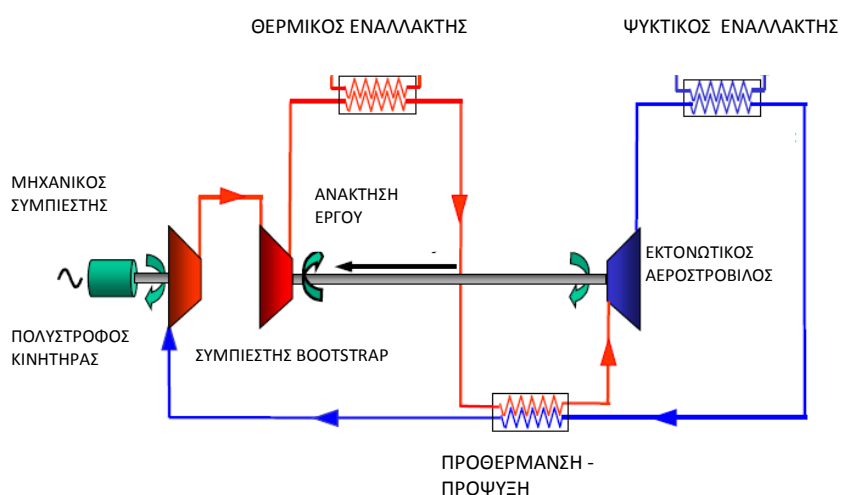 ΘΕΡΜΙΚΟΣ ΕΝΑΛΛΑΚΤΗΣ
ΨΥΚΤΙΚΟΣ ΕΝΑΛΛΑΚΤΗΣ
ΜΗΧΑΝΙΚΟΣ
ΣΥΜΠΙΕΣΤΗΣ
ΑΝΑΚΤΗΣΗ
ΕΡΓΟΥ
ΕΚΤΟΝΩΤΙΚΟΣ
ΑΕΡΟΣΤΡΟΒΙΛΟΣ
ΠΟΛΥΣΤΡΟΦΟΣ
ΚΙΝΗΤΗΡΑΣ
ΣΥΜΠΙΕΣΤΗΣ BOOTSTRAP
ΠΡΟΘΕΡΜΑΝΣΗ -
ΠΡΟΨΥΞΗ